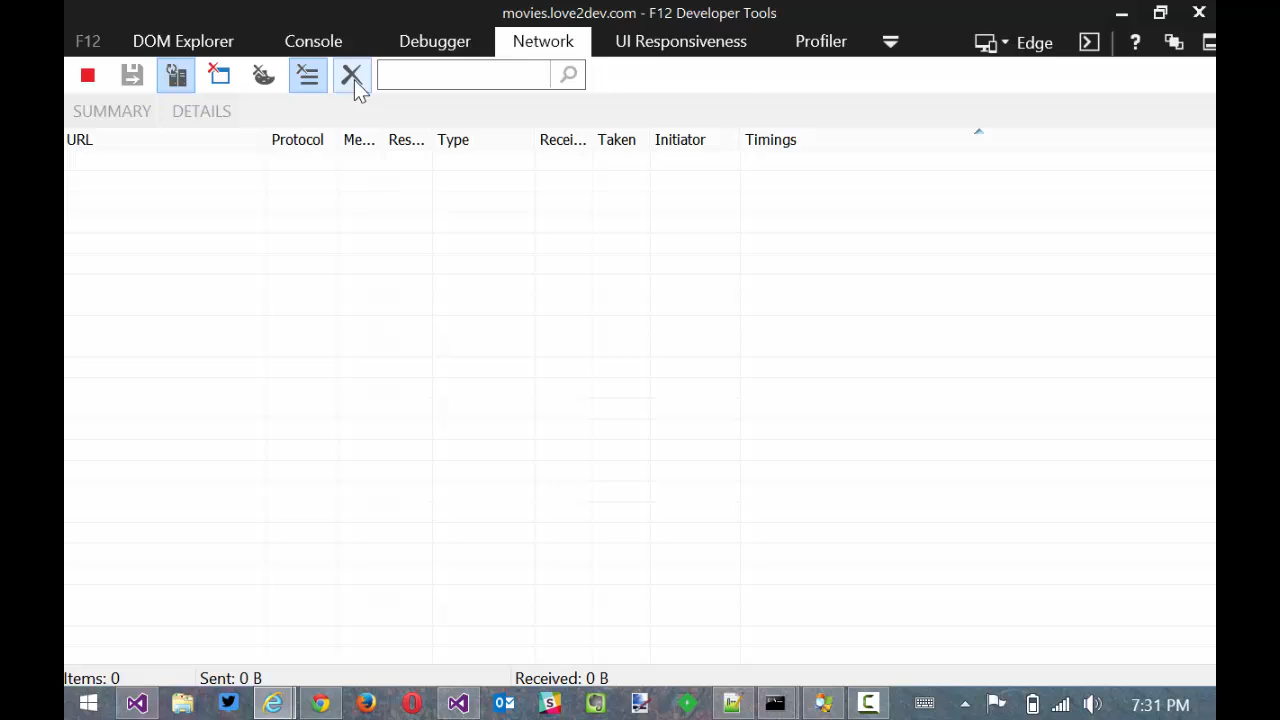 movies.love2dev.com - F12 Developer Tools
F12 DOM Explorer Console Debugger Network UI Responsiveness Profiler Edge ?
SUMMARY DETAILS
URL Protocol Me... Res... Type Recei... Taken Initiator Timings
Items: 0 Sent: 0 B Received: 0 B
7:31 PM